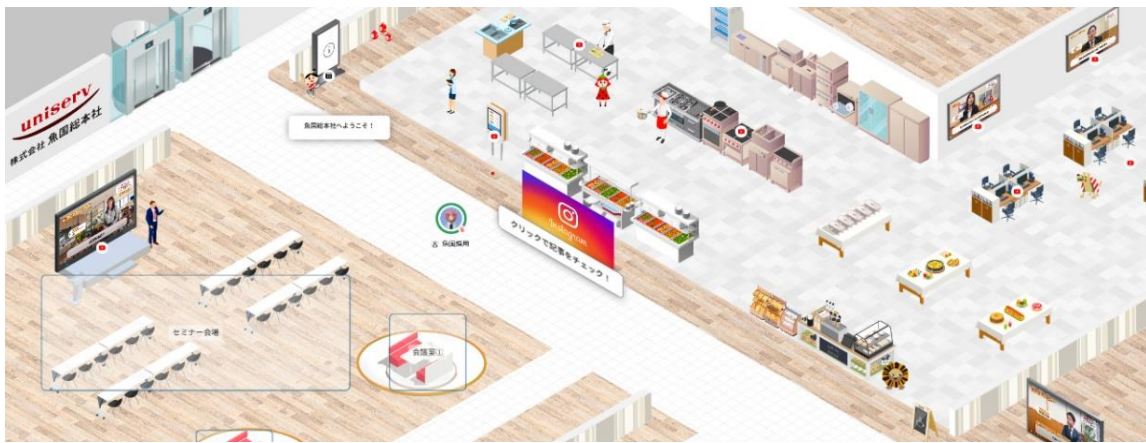 uniserv
株式会社 魚国総本社
魚国総本社へようこそ！
魚国採用
Instagram
クリックで記事をチェック！
セミナー会場
会議室①